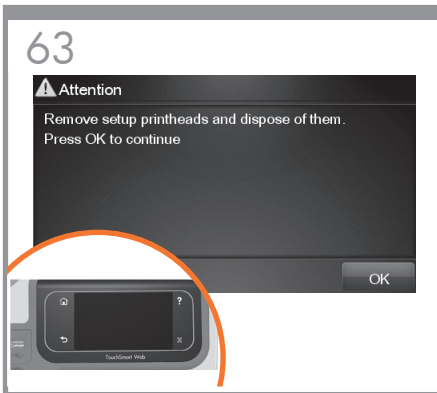 63
Attention
Remove setup printheads and dispose of them.
Press OK to continue
OK
?
TouchSmart Web